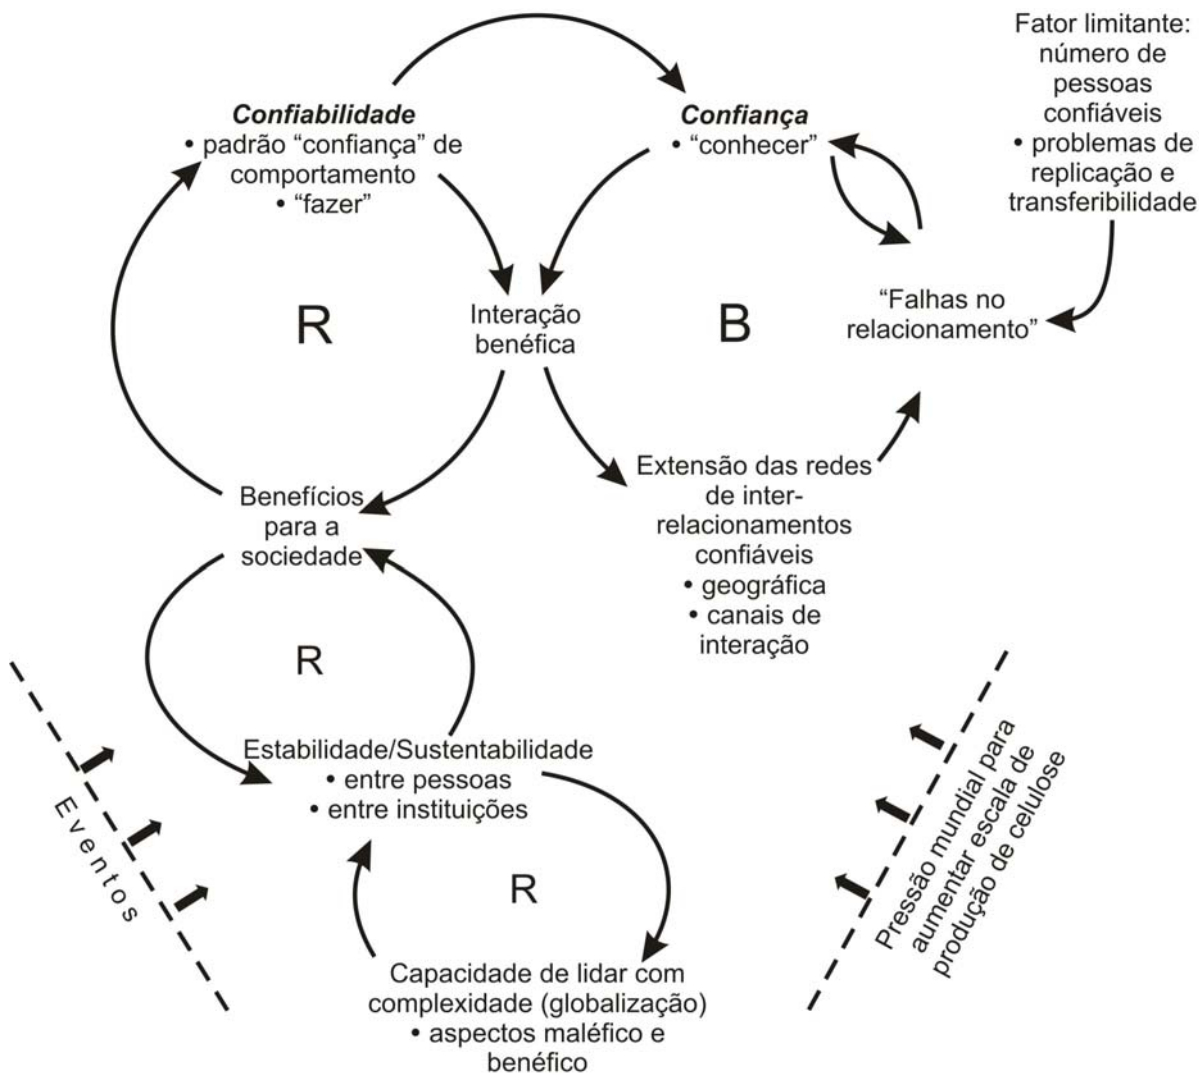 Confiabilidade
• padrão “confiança” de
comportamento
• “fazer”
Confiança
• “conhecer”
Fator limitante:
número de
pessoas
confiáveis
• problemas de
replicação e
transferibilidade
R
Interação
benéfica
B
“Falhas no
relacionamento”
Benefícios
para a
sociedade
Extensão das redes
de inter-
relacionamentos
confiáveis
• geográfica
• canais de
interação
R
Estabilidade/Sustentabilidade
• entre pessoas
• entre instituições
Eventos
Pressão mundial para
aumentar escala de
produção de celulose
R
Capacidade de lidar com
complexidade (globalização)
• aspectos maléfico e
benéfico